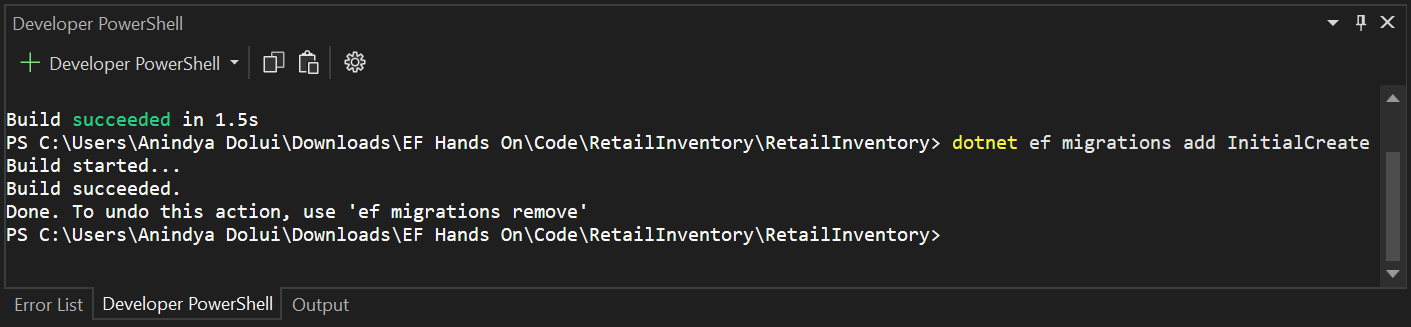 Developer PowerShell
Developer PowerShell
Build succeeded in 1.5s
PS C:\Users\Anindya Dolui\Downloads\EF Hands On\Code\RetailInventory\RetailInventory> dotnet ef migrations add InitialCreate
Build started...
Build succeeded.
Done. To undo this action, use 'ef migrations remove'
PS C:\Users\Anindya Dolui\Downloads\EF Hands On\Code\RetailInventory\RetailInventory>
Error List Developer PowerShell Output